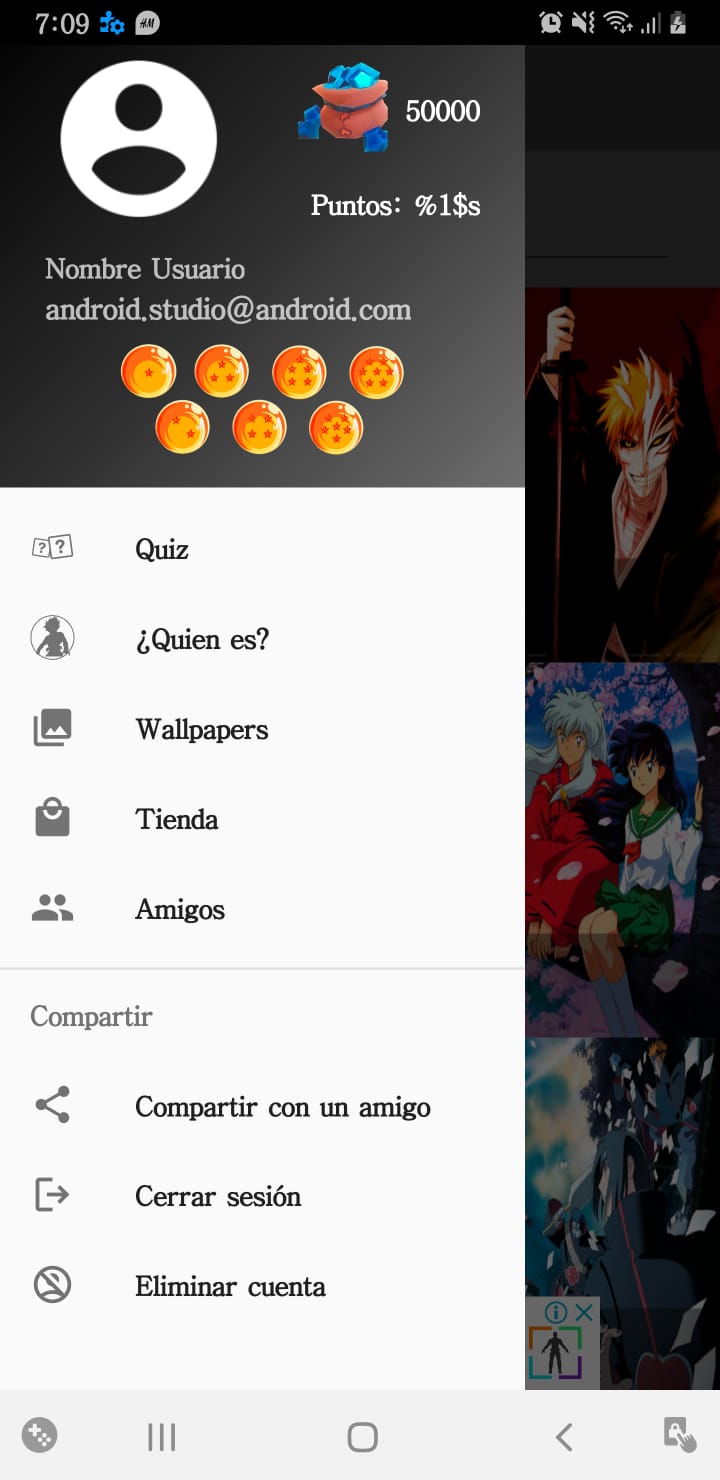 7:09
HM
50000
Puntos: %1$s
Nombre Usuario
android.studio@android.com
Quiz
¿Quien es?
Wallpapers
Tienda
Amigos
Compartir
Compartir con un amigo
Cerrar sesión
Eliminar cuenta